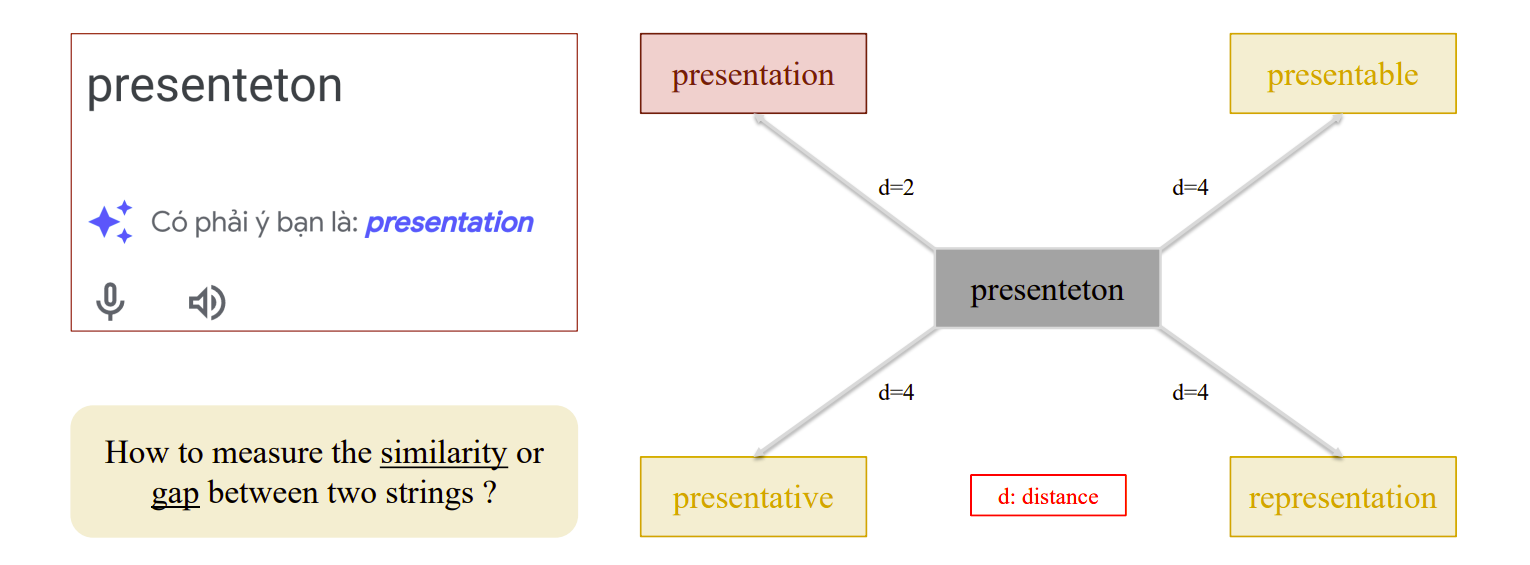 presenteton
Có phải ý bạn là: presentation
How to measure the similarity or
gap between two strings ?
presentation
presentable
d=2
d=4
presenteton
d=4
d=4
presentative
d: distance
representation